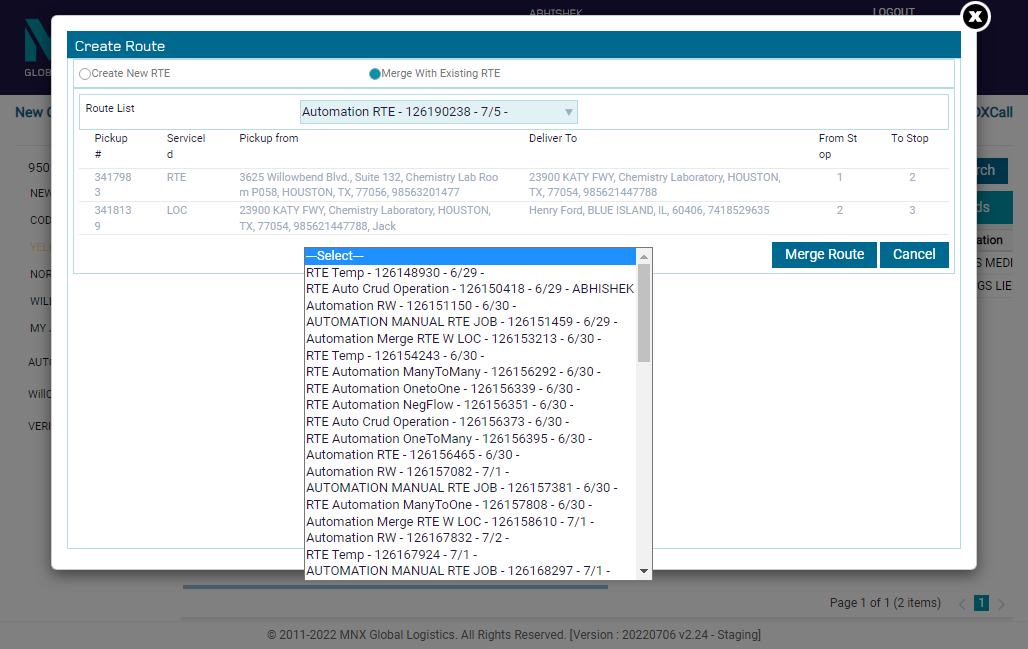 ABHISHEK
LOGOUT
GLOB
Create Route
Create New RTE
Merge With Existing RTE
Route List
Automation RTE - 126190238 - 7/5 -
Pickup #
ServiceI d
Pickup from
Deliver To
From St op
To Stop
341798 3
RTE
3625 Willowbend Blvd., Suite 132, Chemistry Lab Roo
m P058, HOUSTON, TX, 77056, 98563201477
23900 KATY FWY, Chemistry Laboratory, HOUSTON,
TX, 77054, 985621447788
1
2
341813 9
LOC
23900 KATY FWY, Chemistry Laboratory, HOUSTON,
TX, 77054, 985621447788, Jack
Henry Ford, BLUE ISLAND, IL, 60406, 7418529635
2
3
Merge Route
Cancel
---Select---
RTE Temp - 126148930 - 6/29 -
RTE Auto Crud Operation - 126150418 - 6/29 - ABHISHEK
Automation RW - 126151150 - 6/30 -
AUTOMATION MANUAL RTE JOB - 126151459 - 6/29 -
Automation Merge RTE W LOC - 126153213 - 6/30 -
RTE Temp - 126154243 - 6/30 -
RTE Automation ManyToMany - 126156292 - 6/30 -
RTE Automation OnetoOne - 126156339 - 6/30 -
RTE Automation NegFlow - 126156351 - 6/30 -
RTE Auto Crud Operation - 126156373 - 6/30 -
RTE Automation OneToMany - 126156395 - 6/30 -
Automation RTE - 126156465 - 6/30 -
Automation RW - 126157082 - 7/1 -
AUTOMATION MANUAL RTE JOB - 126157381 - 6/30 -
RTE Automation ManyToOne - 126157808 - 6/30 -
Automation Merge RTE W LOC - 126158610 - 7/1 -
Automation RW - 126167832 - 7/2 -
RTE Temp - 126167924 - 7/1 -
AUTOMATION MANUAL RTE JOB - 126168297 - 7/1 -
New
950
NEW
COD
YEL
NOR
WILL
MY
AUT
WillC
VERI
OXCall
rch
ds
ation
S MEDI
GS LIE
Page 1 of 1 (2 items)
1
© 2011-2022 MNX Global Logistics. All Rights Reserved. [Version : 20220706 v2.24 - Staging]